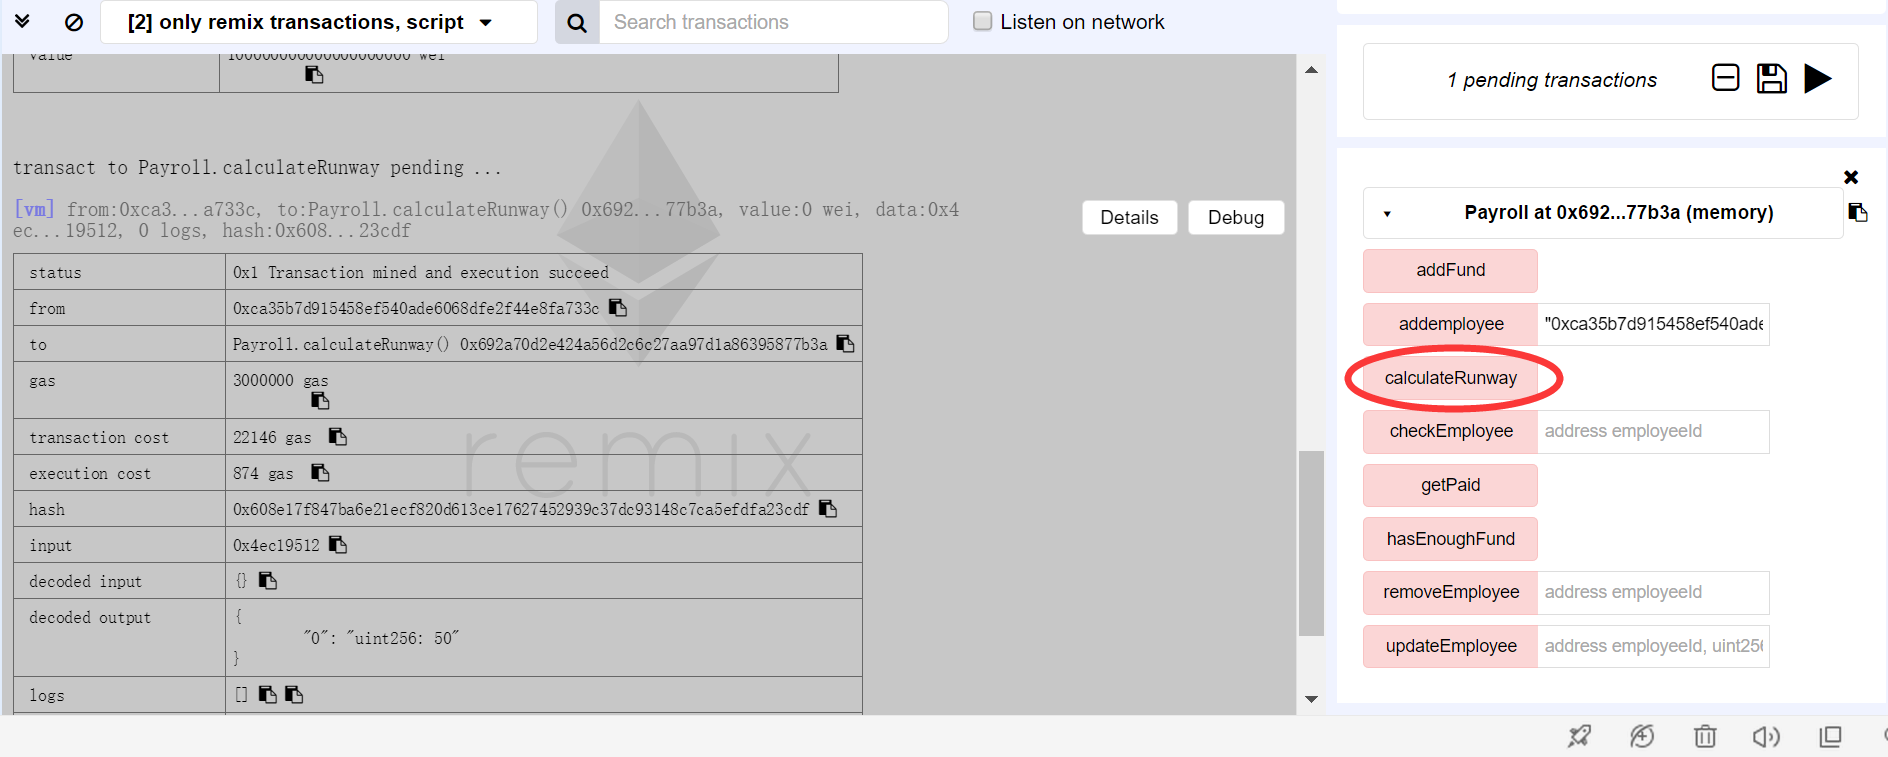 [2] only remix transactions, script
Search transactions
Listen on network
value
wei
transact to Payroll.calculateRunway pending ...
[vm] from:0xca3...a733c, to:Payroll.calculateRunway() 0x692...77b3a, value:0 wei, data:0x4
ec...19512, 0 logs, hash:0x608...23cdf
Details
Debug
status
0x1 Transaction mined and execution succeed
from
0xca35b7d915458ef540ade6068dfe2f44e8fa733c
to
Payroll.calculateRunway() 0x692a70d2e424a56d2c6c27aa97d1a86395877b3a
gas
3000000 gas
transaction cost
22146 gas
execution cost
874 gas
hash
0x608e17f847ba6e21ecf820d613ce17627452939c37dc93148c7ca5efdfa23cdf
input
0x4ec19512
decoded input
{}
decoded output
{
"0": "uint256: 50"
}
logs
[]
remix
1 pending transactions
Payroll at 0x692...77b3a (memory)
addFund
addemployee
"0xca35b7d915458ef540ade
calculateRunway
checkEmployee
address employeeId
getPaid
hasEnoughFund
removeEmployee
address employeeId
updateEmployee
address employeeId, uint256